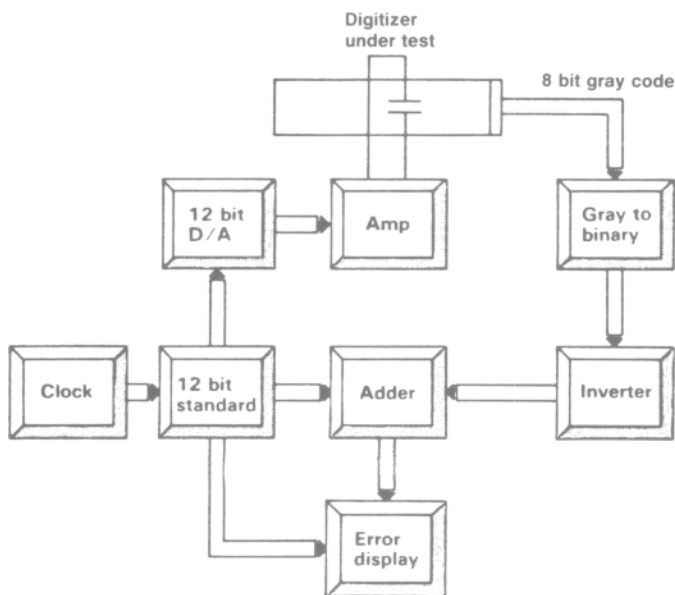 Digitizer
under test
8 bit gray code
12 bit
D/A
Amp
Gray to
binary
Clock
12 bit
standard
Adder
Inverter
Error
display